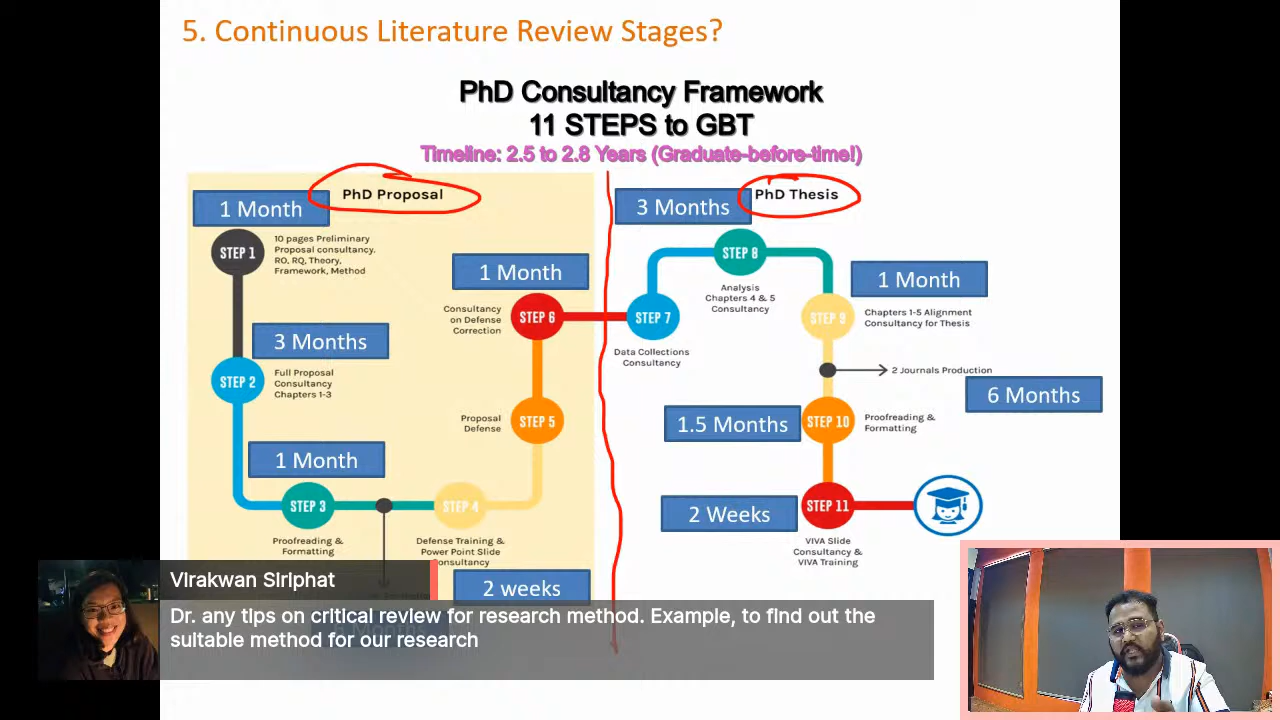 5. Continuous Literature Review Stages?
PhD Consultancy Framework
11 STEPS to GBT
Timeline: 2.5 to 2.8 Years (Graduate-before-time!)
PhD Proposal
1 Month
STEP 1
10 pages Preliminary
Proposal consultancy.
RO, RQ, Theory,
Framework, Method
3 Months
STEP 2
Full Proposal
Consultancy
Chapters 1-3
1 Month
STEP 3
Proofreading &
Formatting
STEP 4
Defense Training &
Power Point Slide
Consultancy
2 weeks
STEP 5
Proposal
Defense
1 Month
STEP 6
Consultancy
on Defense
Correction
PhD Thesis
3 Months
STEP 7
Data Collections
Consultancy
STEP 8
Analysis
Chapters 4 & 5
Consultancy
1 Month
STEP 9
Chapters 1-5 Alignment
Consultancy for Thesis
2 Journals Production
6 Months
1.5 Months
STEP 10
Proofreading &
Formatting
2 Weeks
STEP 11
VIVA Slide
Consultancy &
VIVA Training
Virakwan Siriphat
Dr. any tips on critical review for research method. Example, to find out the
suitable method for our research